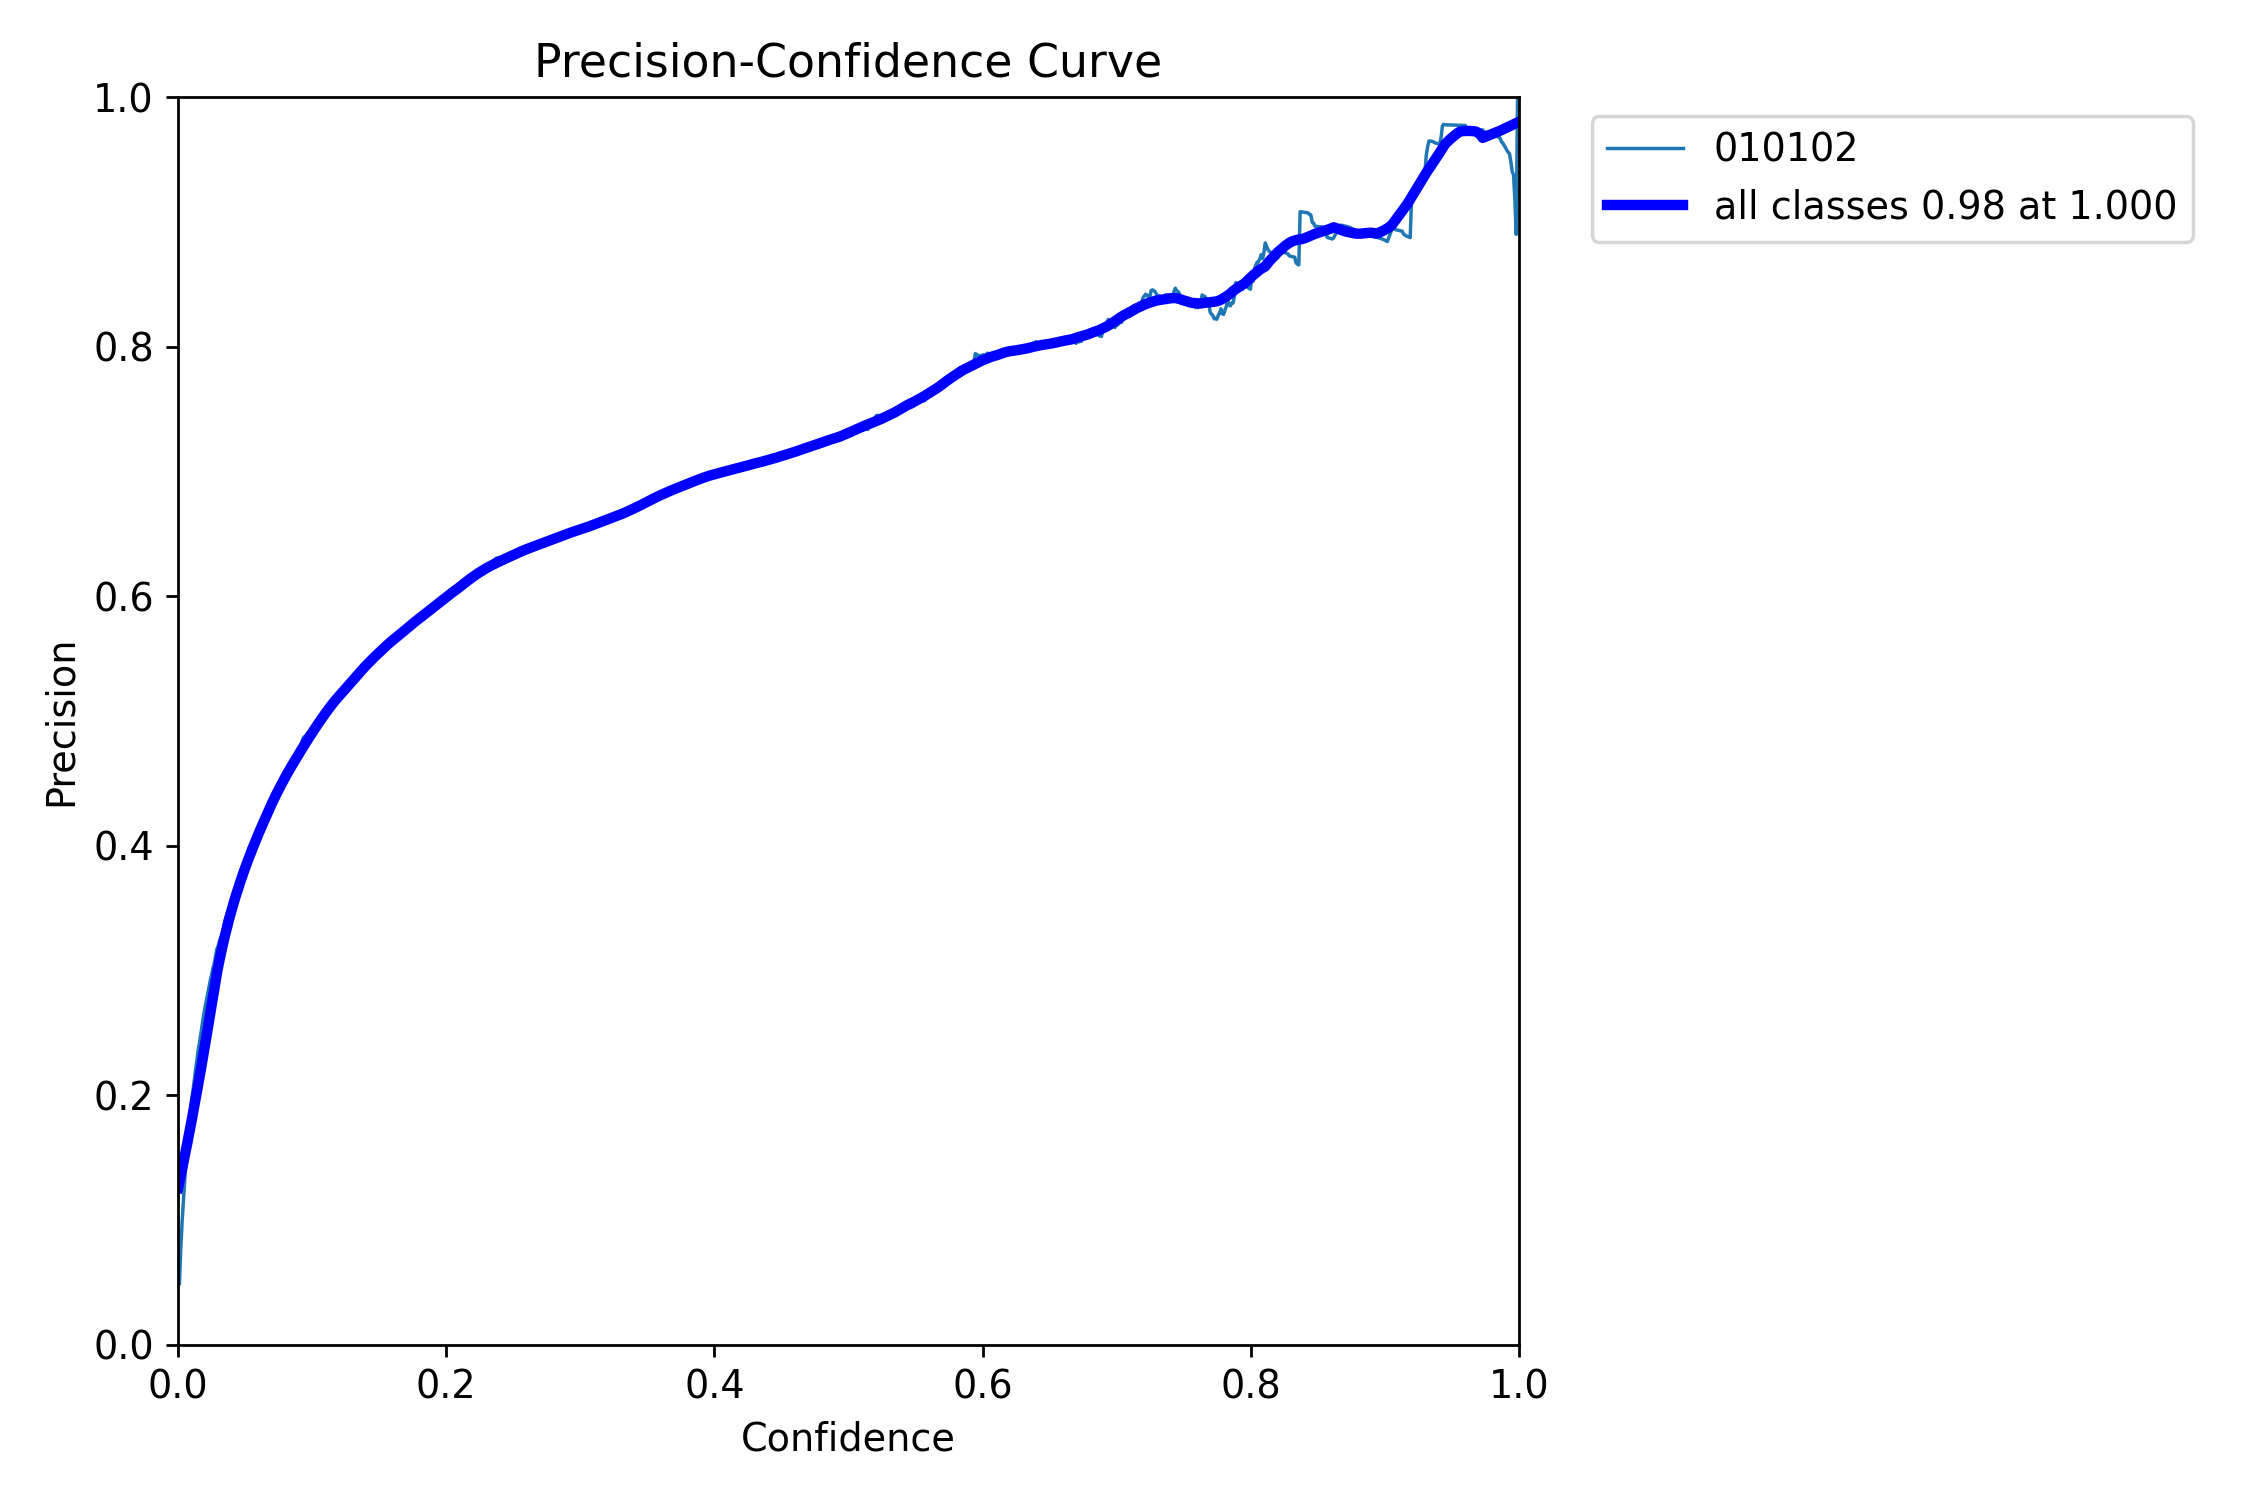 Precision-Confidence Curve
1.0
0.8
0.6
0.4
0.2
0.0
Precision
0.0 0.2 0.4 0.6 0.8 1.0
Confidence
010102
all classes 0.98 at 1.000